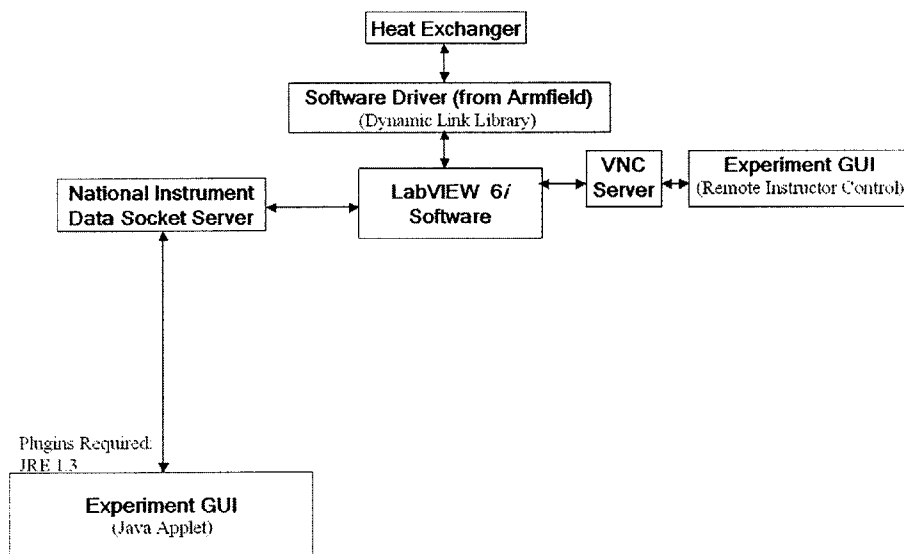 Heat Exchanger
Software Driver (from Armfield)
(Dynamic Link Library)
National Instrument
Data Socket Server
LabVIEW 6i
Software
VNC
Server
Experiment GUI
(Remote Instructor Control)
Plugins Required:
JRE 1.3
Experiment GUI
(Java Applet)